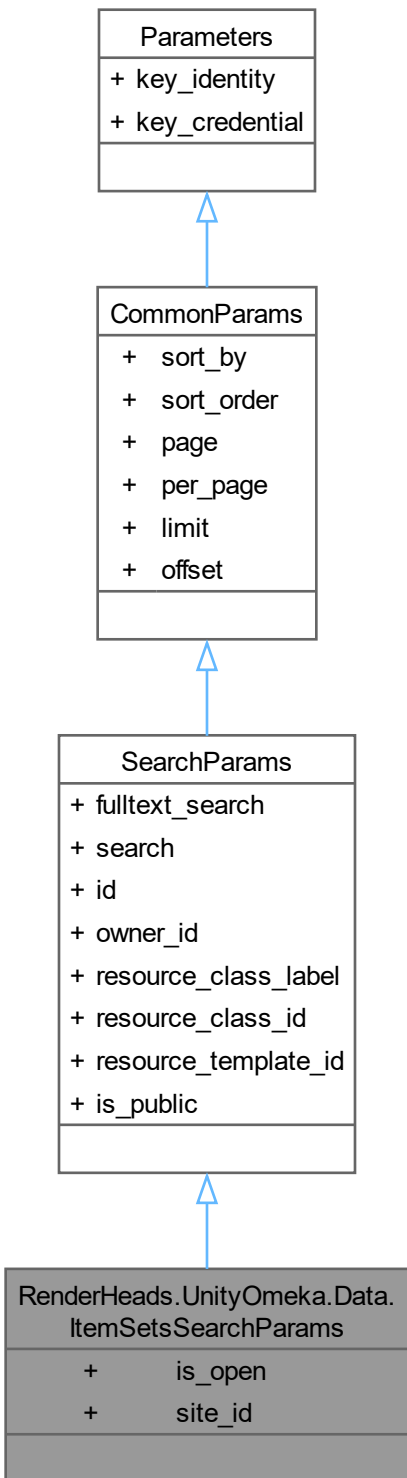 Parameters
+ key_identity
+ key_credential
CommonParams
+ sort_by
+ sort_order
+ page
+ per_page
+ limit
+ offset
SearchParams
+ fulltext_search
+ search
+ id
+ owner_id
+ resource_class_label
+ resource_class_id
+ resource_template_id
+ is_public
RenderHeads.UnityOmeka.Data.
ItemSetsSearchParams
+ is_open
+ site_id